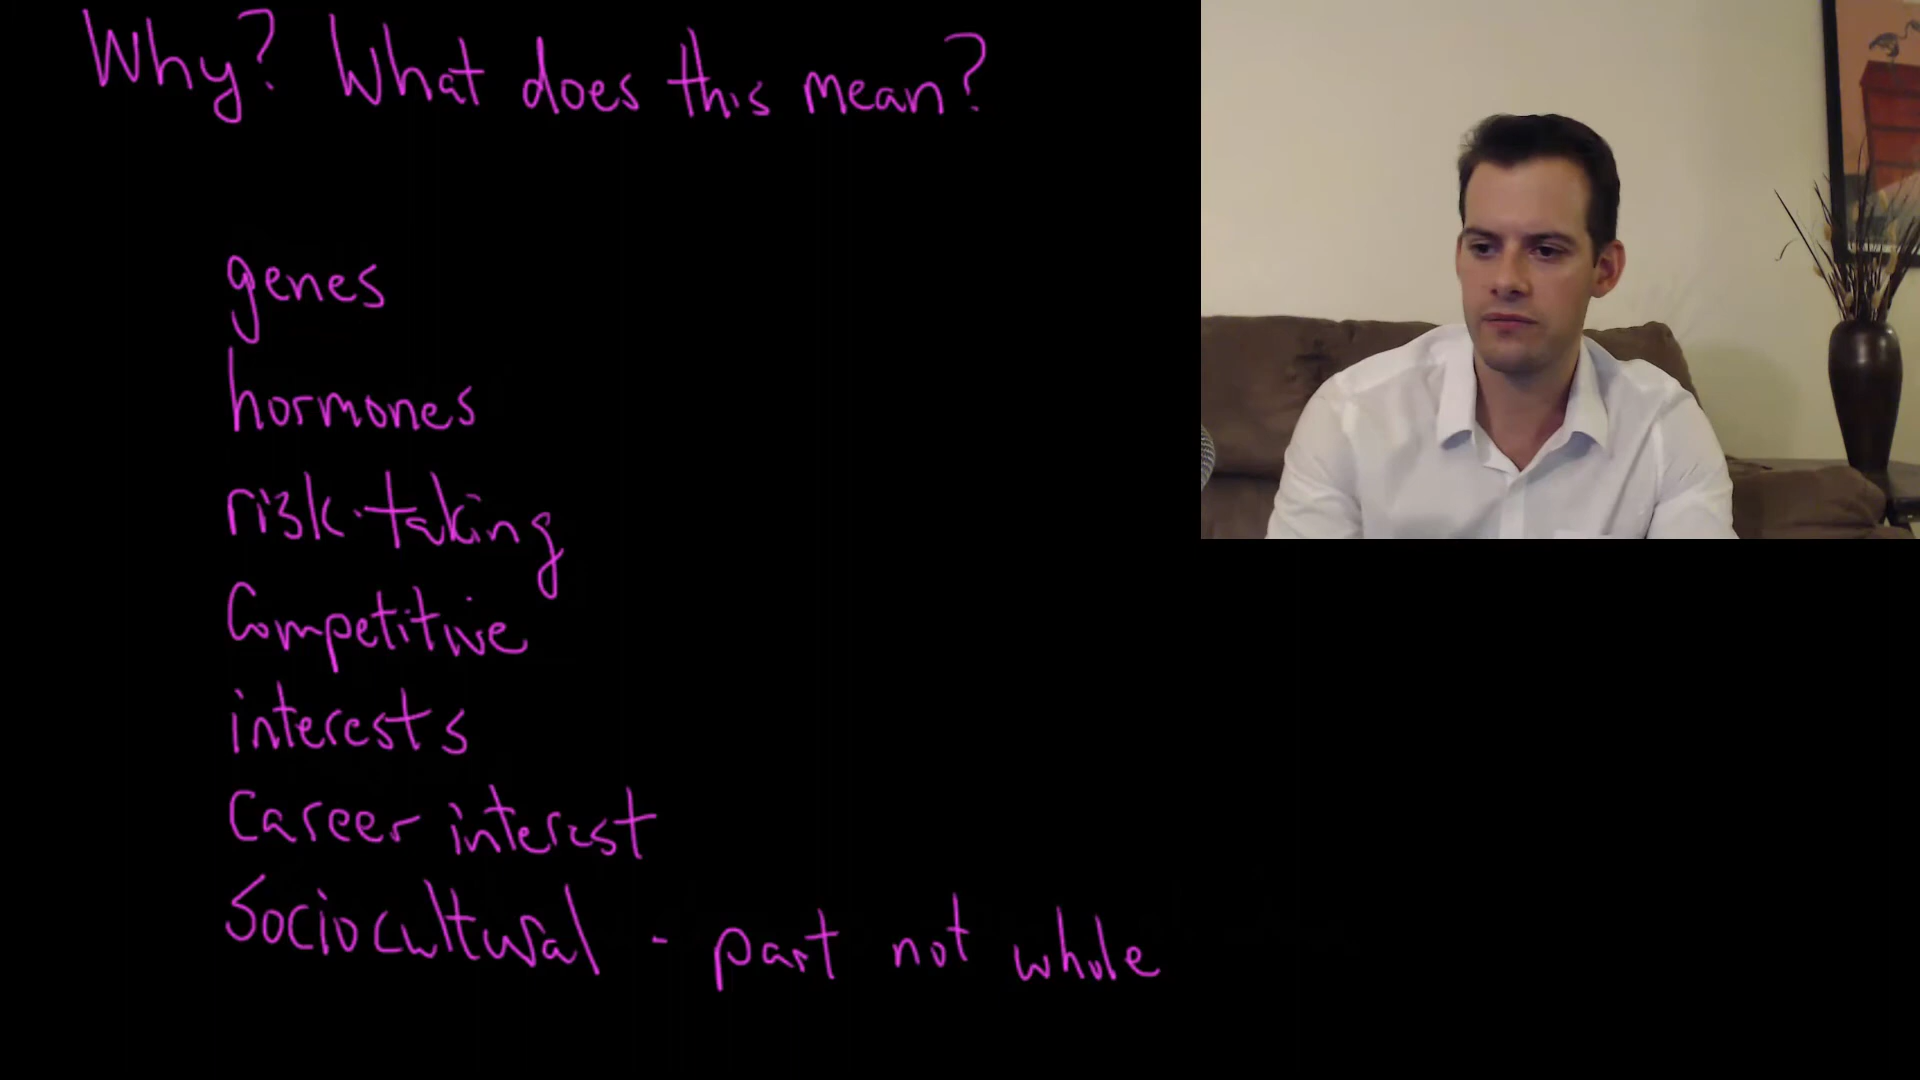 Why? What does this mean?
genes
hormones
risk-taking
Competitive
interests
Career interest
Sociocultural - part not whole